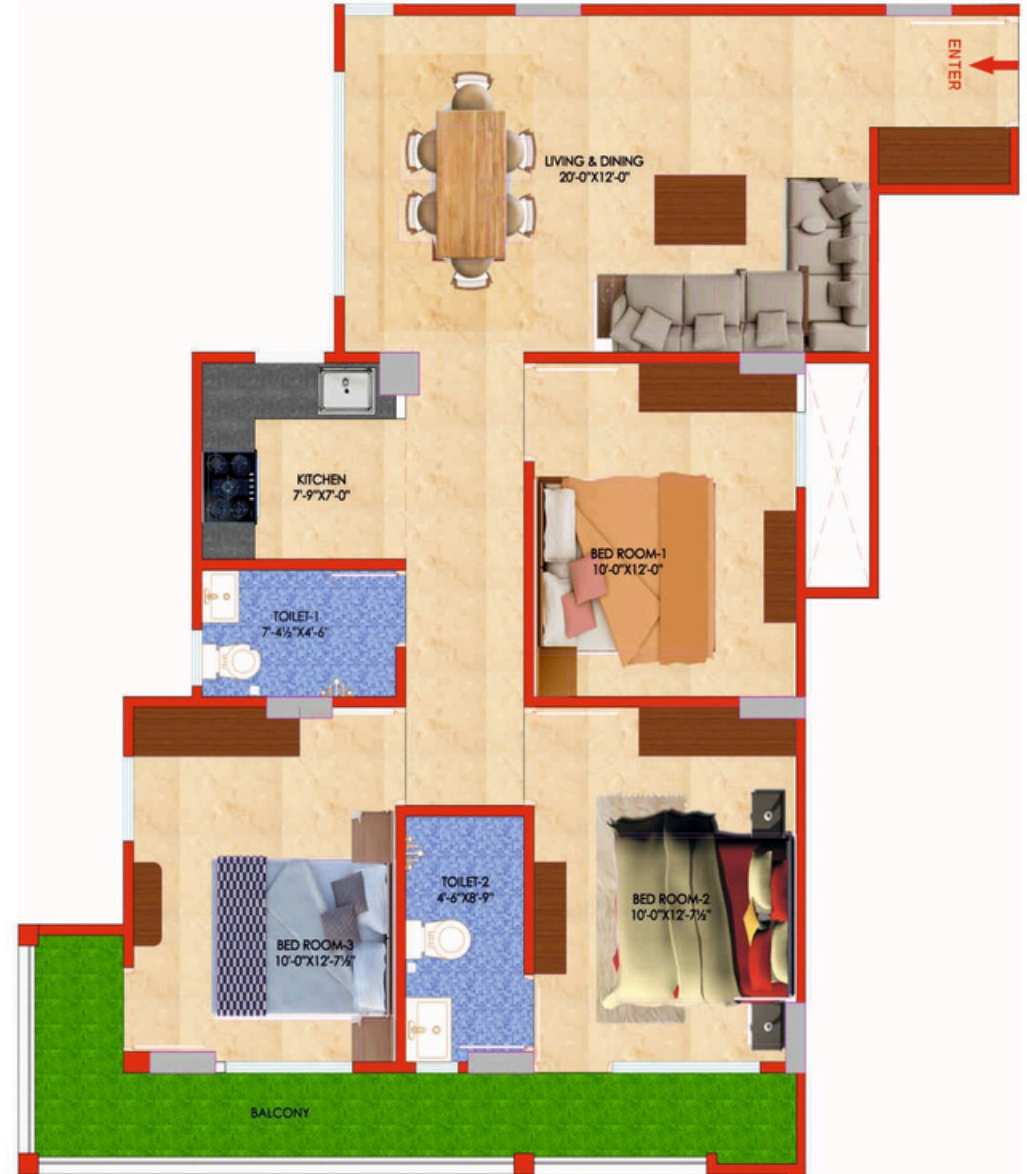 ENTER
LIVING & DINING
20'-0"X12'-0"
KITCHEN
7'-9"X7'-0"
BED ROOM-1
10'-0"X12'-0"
TOILET-1
7'-4½"X4'-6"
TOILET-2
4'-6"X8'-9"
BED ROOM-2
10'-0"X12'-7½"
BED ROOM-3
10'-0"X12'-7½"
BALCONY